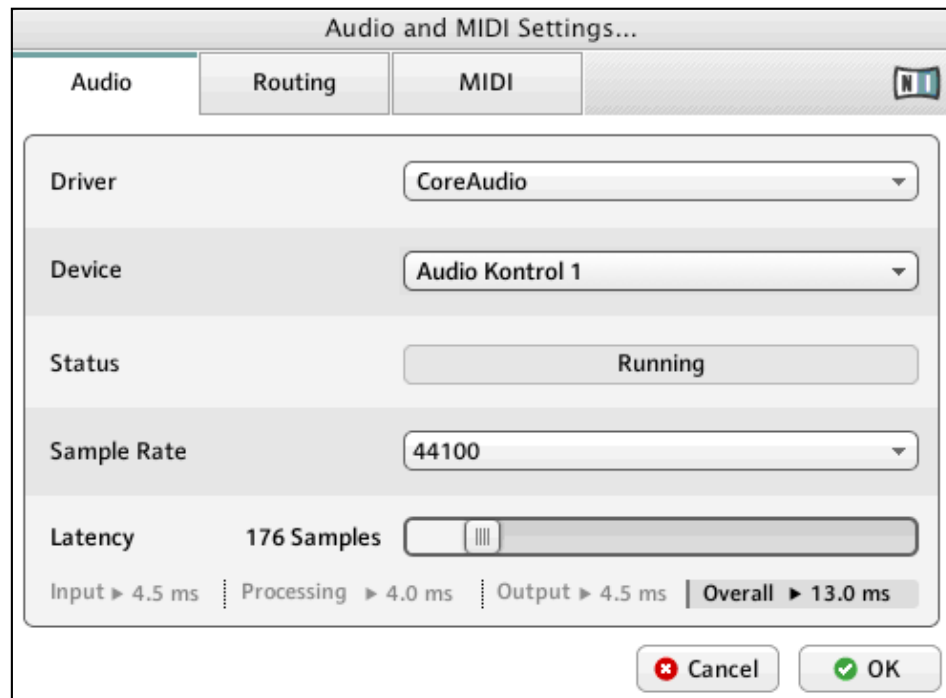 Audio and MIDI Settings...
Audio Routing MIDI NI
Driver CoreAudio
Device Audio Kontrol 1
Status Running
Sample Rate 44100
Latency 176 Samples
Input ▸ 4.5 ms Processing ▸ 4.0 ms Output ▸ 4.5 ms Overall ▸ 13.0 ms
Cancel OK